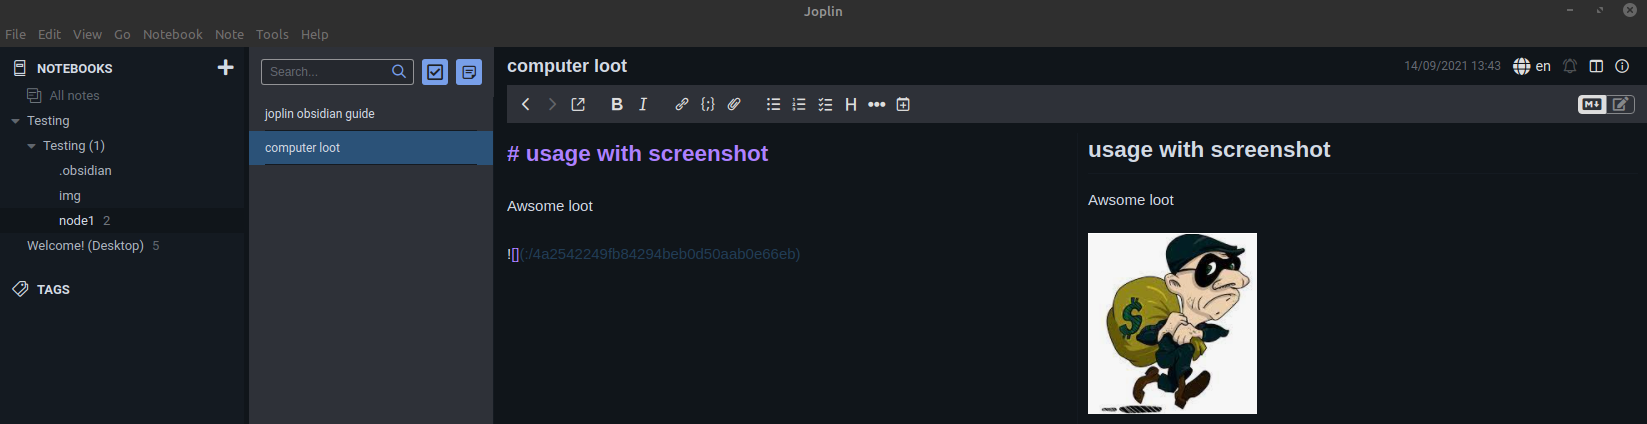 Joplin
File Edit View Go Notebook Note Tools Help
NOTEBOOKS
All notes
Testing
Testing (1)
.obsidian
img
node1 2
Welcome! (Desktop) 5
TAGS
Search...
joplin obsidian guide
computer loot
computer loot
14/09/2021 13:43
en
B I {;} H
M
# usage with screenshot
Awsome loot
![](:/4a2542249fb84294beb0d50aab0e66eb)
usage with screenshot
Awsome loot
$